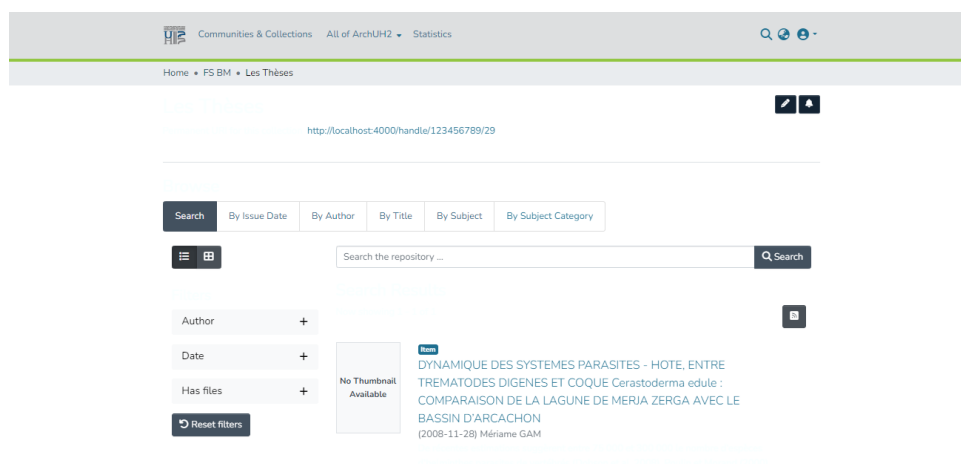 Communities & Collections All of ArchUH2 Statistics
Home • FS BM • Les Thèses
http://localhost:4000/handle/123456789/29
Search By Issue Date By Author By Title By Subject By Subject Category
Search the repository ... Search
Author +
Date +
Has files +
Reset filters
No Thumbnail Available
Item
DYNAMIQUE DES SYSTEMES PARASITES - HOTE, ENTRE
TREMATODES DIGENES ET COQUE Cerastoderma edule :
COMPARAISON DE LA LAGUNE DE MERJA ZERGA AVEC LE
BASSIN D'ARCACHON
(2008-11-28) Mériame GAM